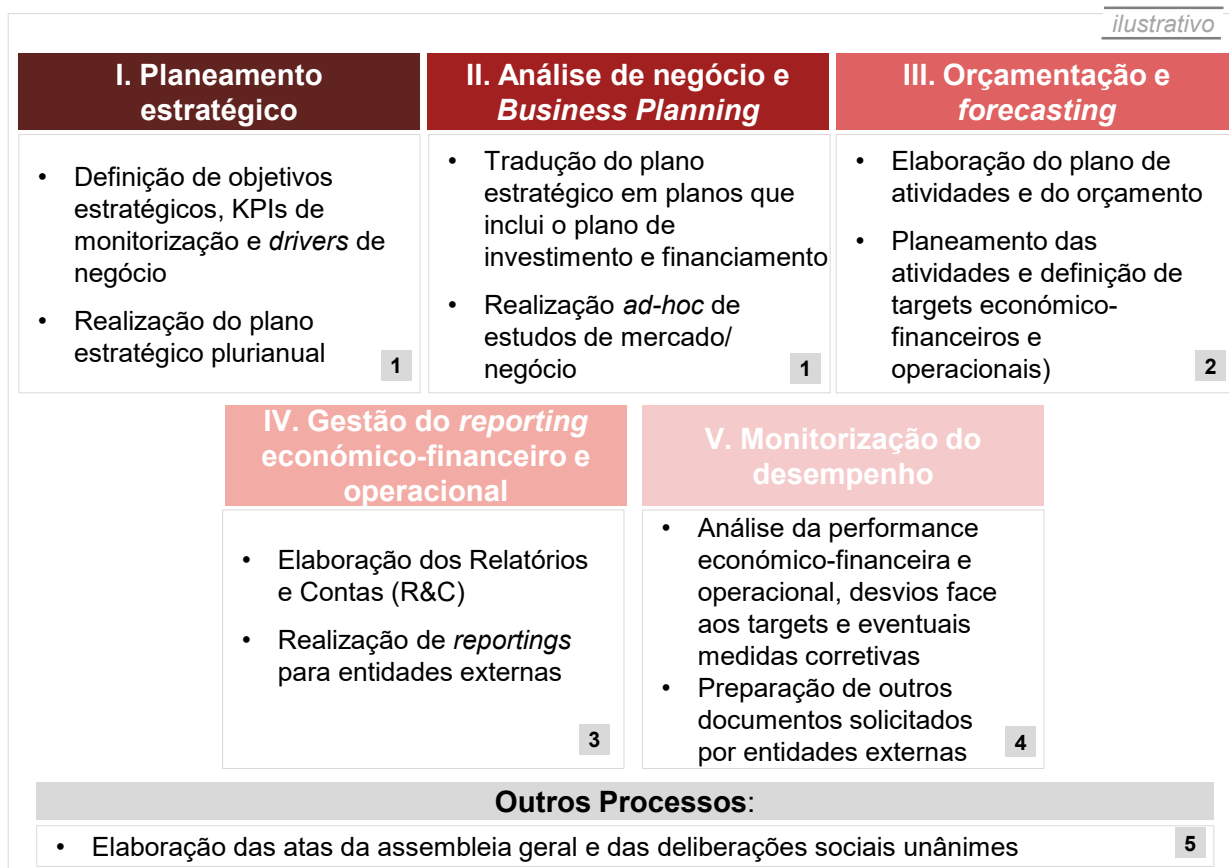 ilustrativo
I. Planeamento
estratégico
• Definição de objetivos
estratégicos, KPIs de
monitorização e drivers de
negócio
• Realização do plano
estratégico plurianual
1
II. Análise de negócio e
Business Planning
• Tradução do plano
estratégico em planos que
inclui o plano de
investimento e financiamento
• Realização ad-hoc de
estudos de mercado/
negócio
1
III. Orçamentação e
forecasting
• Elaboração do plano de
atividades e do orçamento
• Planeamento das
atividades e definição de
targets económico-
financeiros e
operacionais)
2
IV. Gestão do reporting
económico-financeiro e
operacional
• Elaboração dos Relatórios
e Contas (R&C)
• Realização de reportings
para entidades externas
3
V. Monitorização do
desempenho
• Análise da performance
económico-financeira e
operacional, desvios face
aos targets e eventuais
medidas corretivas
• Preparação de outros
documentos solicitados
por entidades externas
4
Outros Processos:
• Elaboração das atas da assembleia geral e das deliberações sociais unânimes
5